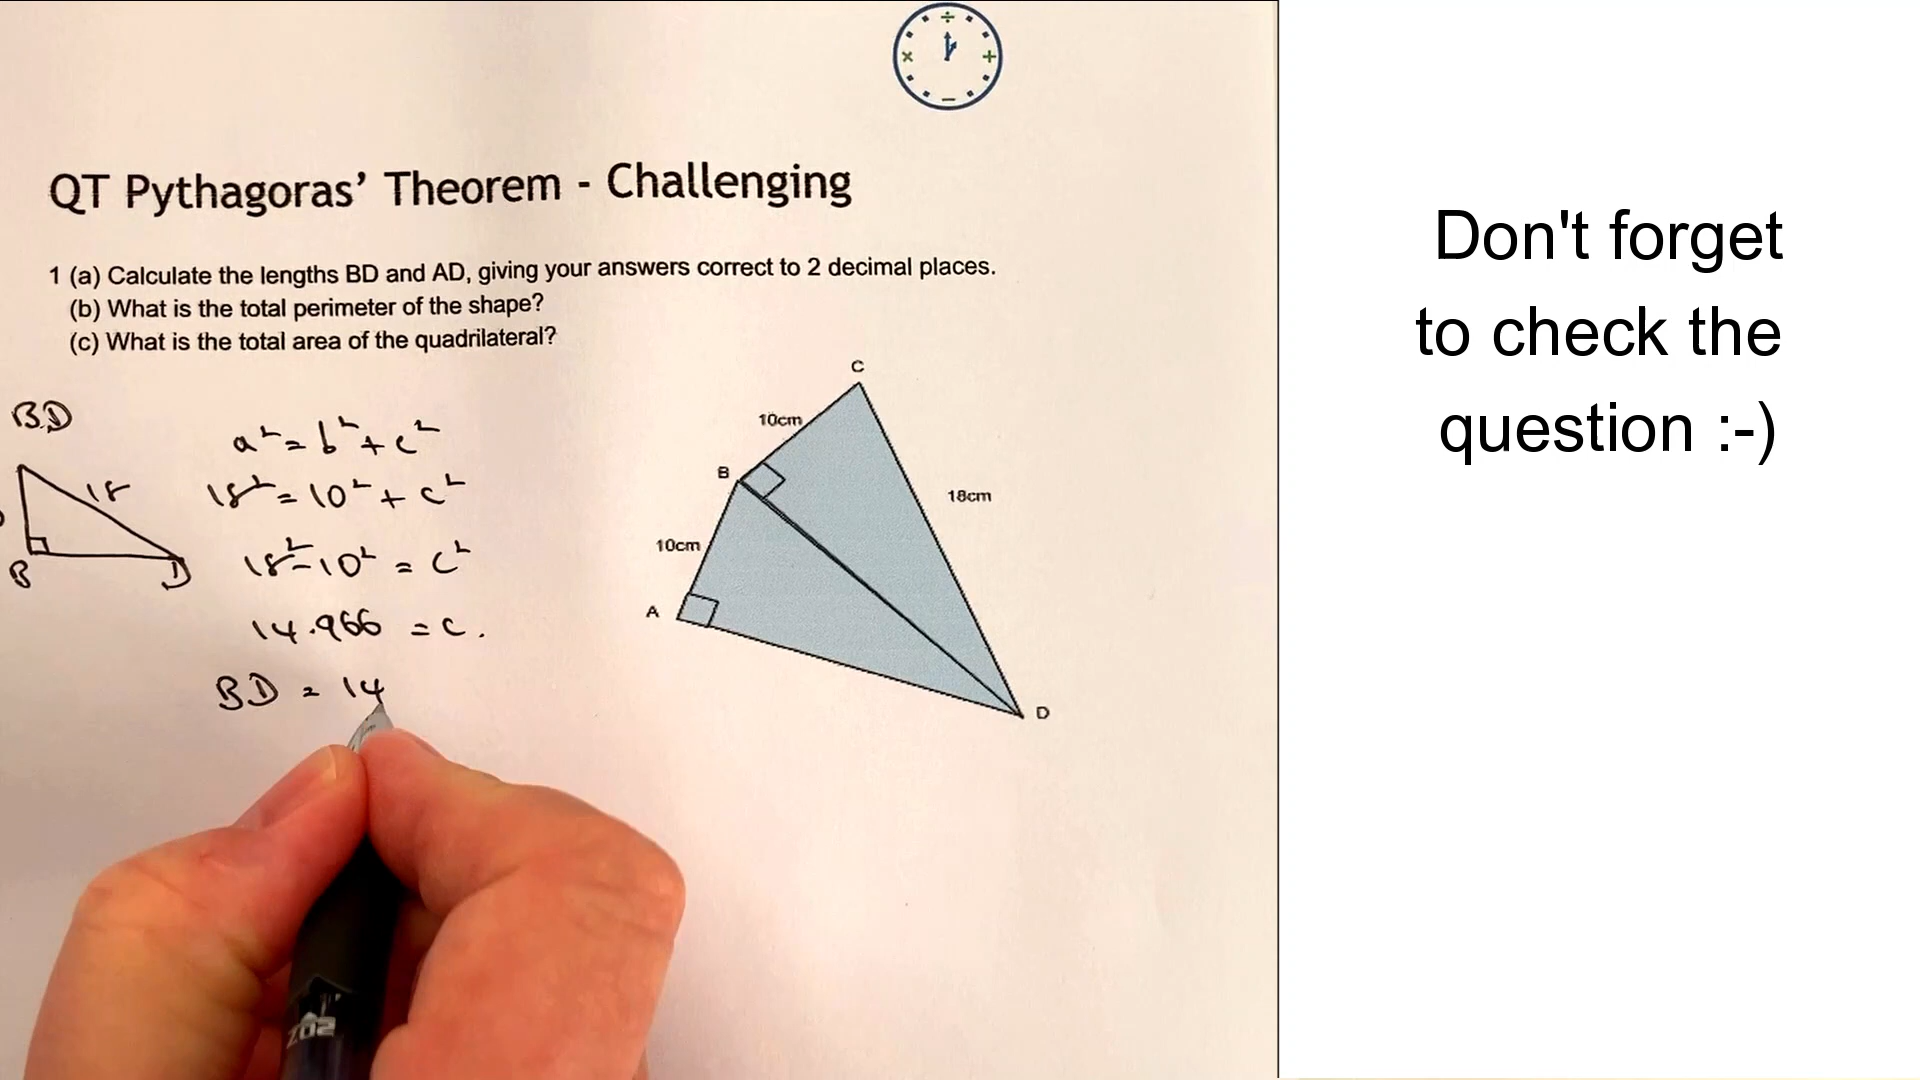 QT Pythagoras' Theorem - Challenging
1 (a) Calculate the lengths BD and AD, giving your answers correct to 2 decimal places.
(b) What is the total perimeter of the shape?
(c) What is the total area of the quadrilateral?
BD
18
B
D
a² = b² + c²
18² = 10² + c²
18² - 10² = c²
14.966 = c.
BD = 14
C
10cm
B
18cm
10cm
A
D
Don't forget
to check the
question :-)